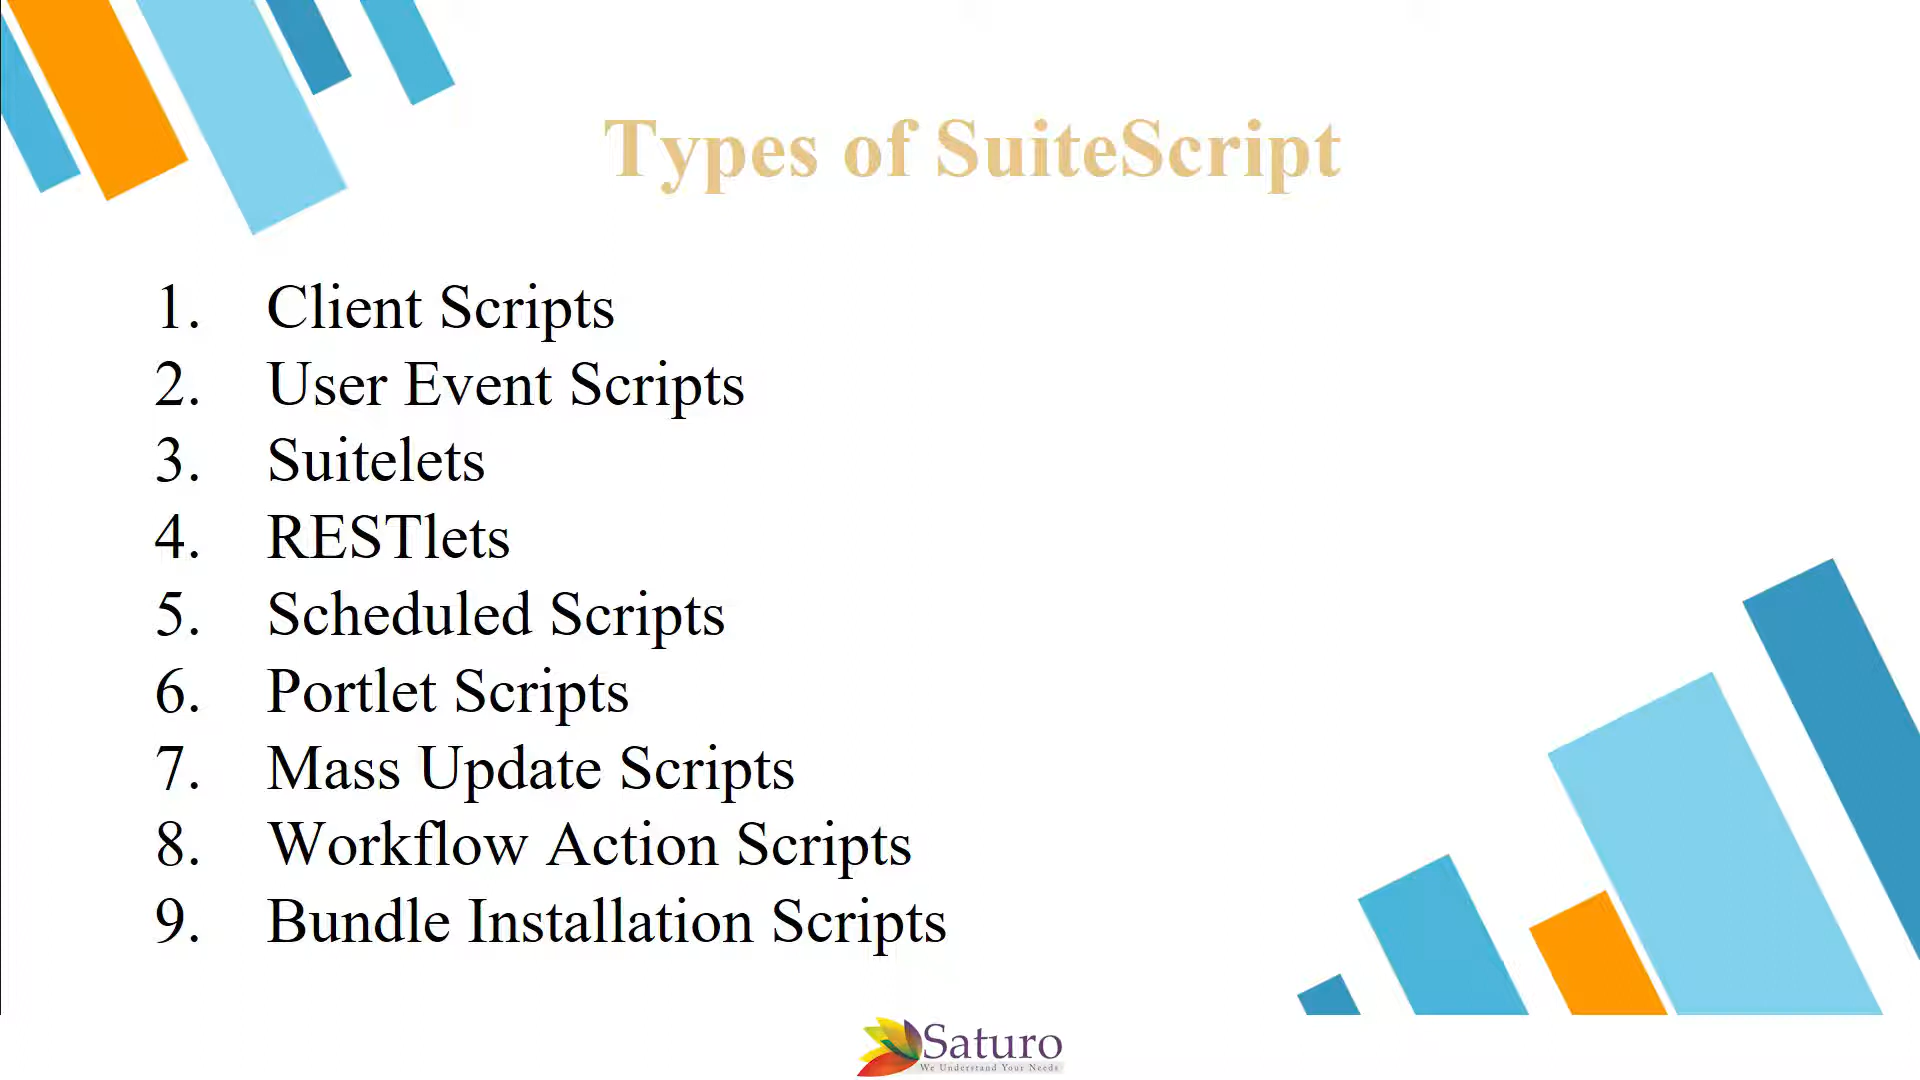 Types of SuiteScript
1. Client Scripts
2. User Event Scripts
3. Suitelets
4. RESTlets
5. Scheduled Scripts
6. Portlet Scripts
7. Mass Update Scripts
8. Workflow Action Scripts
9. Bundle Installation Scripts
Saturo
We Understand Your Needs